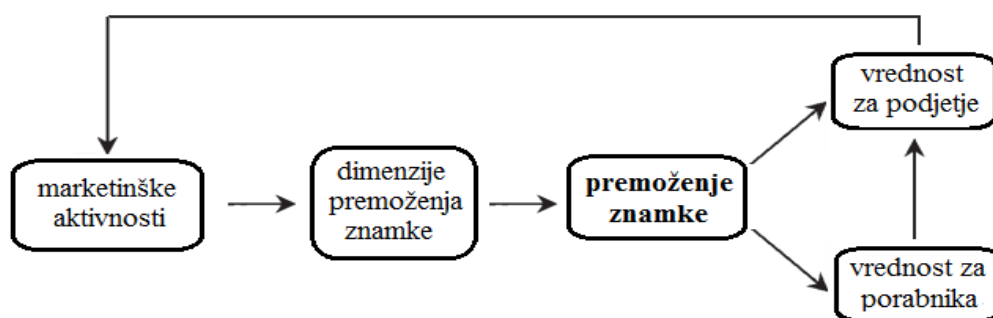 marketinške
aktivnosti
dimenzije
premoženja
znamke
premoženje
znamke
vrednost
za podjetje
vrednost za
porabnika